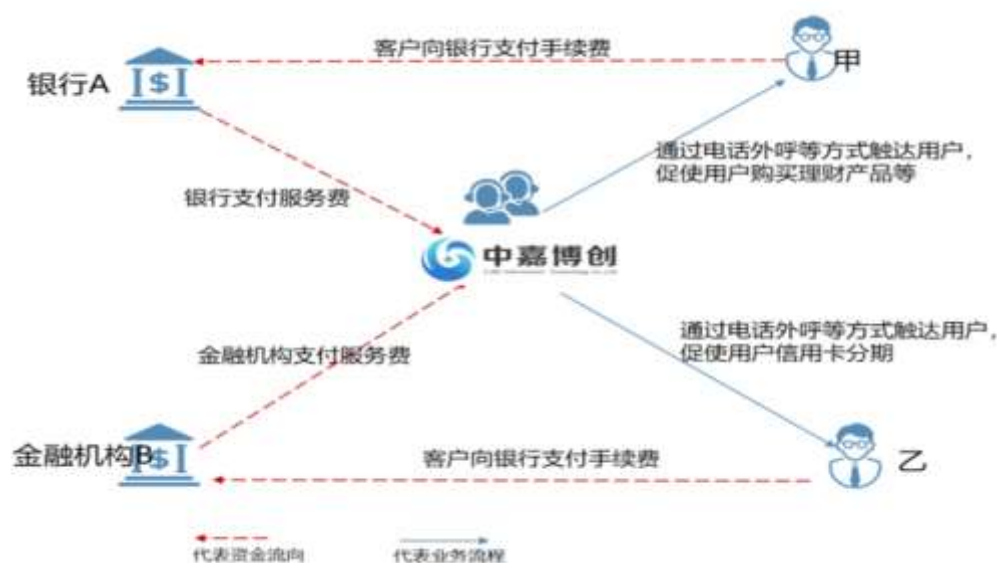 客户向银行支付手续费
甲
银行A
通过电话外呼等方式触达用户，
促使用户购买理财产品等
银行支付服务费
中嘉博创
通过电话外呼等方式触达用户，
促使用户信用卡分期
金融机构支付服务费
金融机构B
客户向银行支付手续费
乙
代表资金流向
代表业务流程